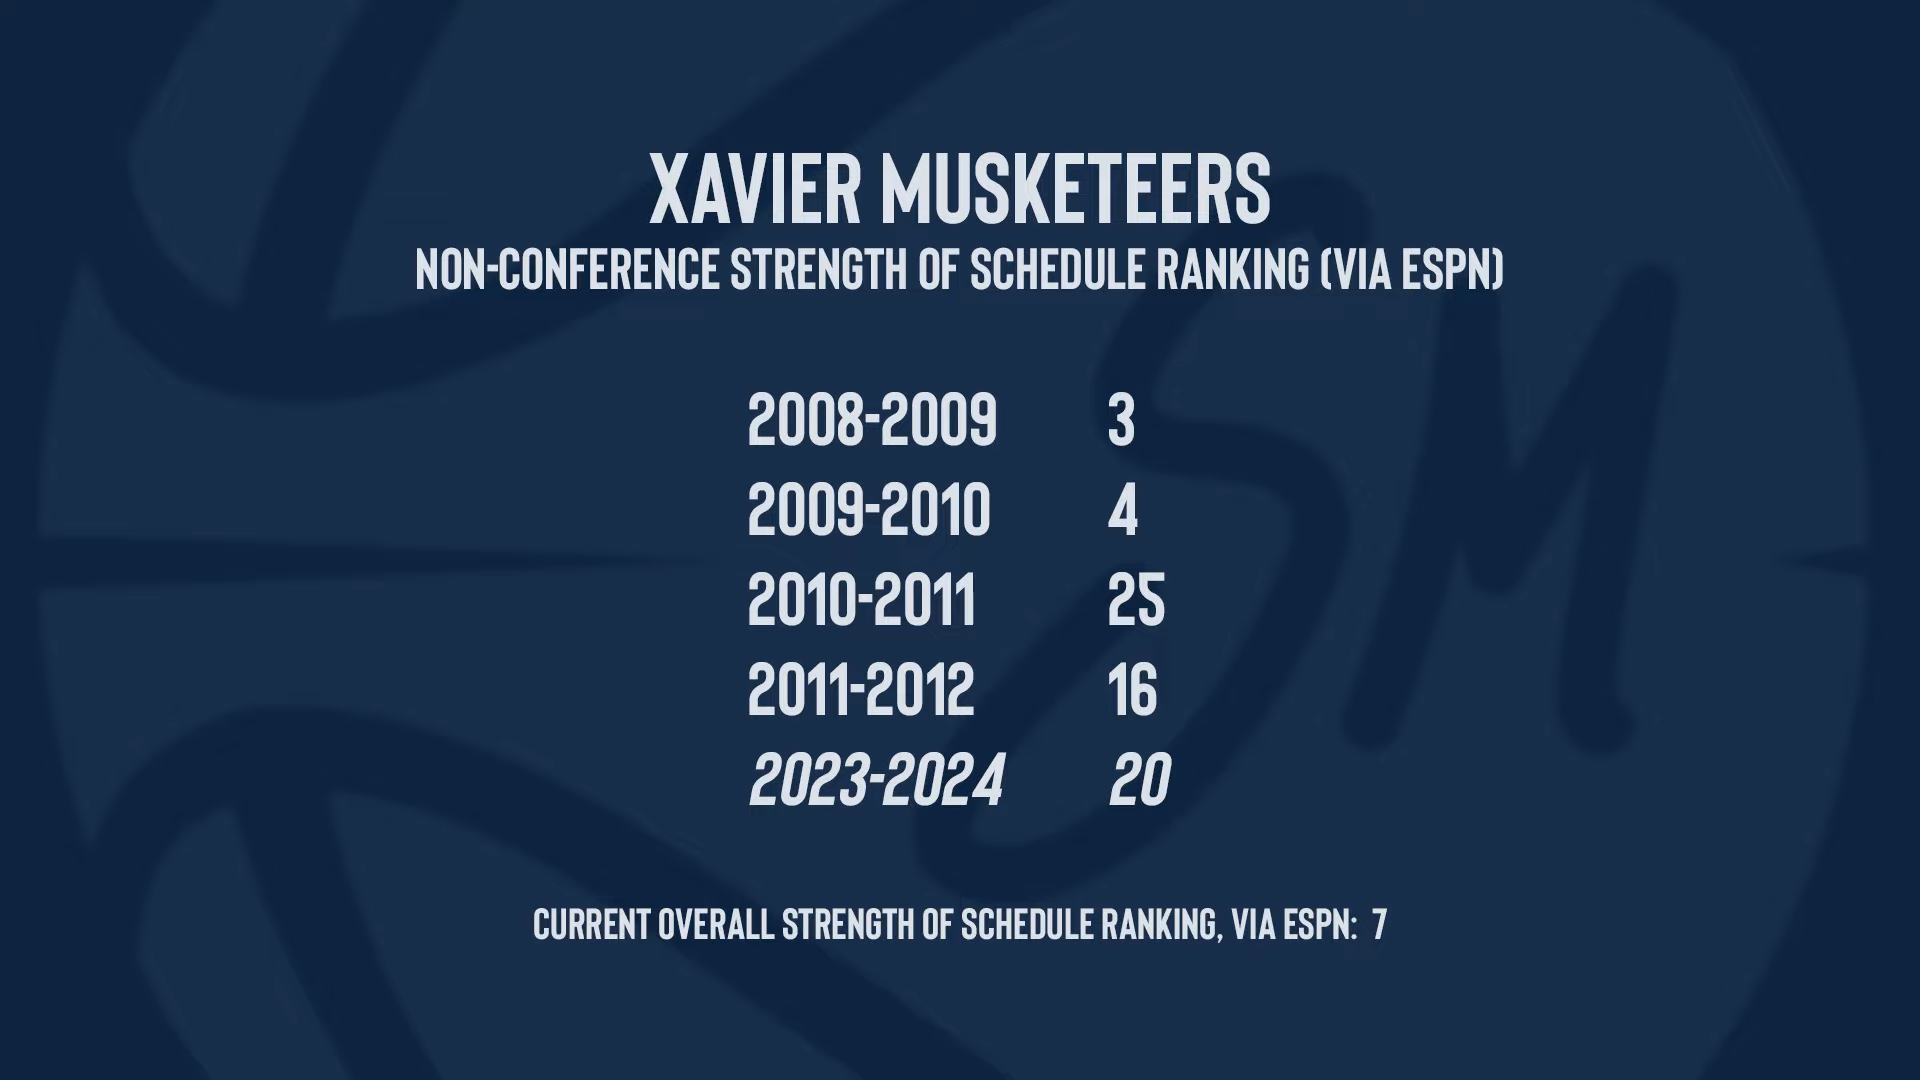 XAVIER MUSKETEERS
NON-CONFERENCE STRENGTH OF SCHEDULE RANKING (VIA ESPN)
2008-2009 3
2009-2010 4
2010-2011 25
2011-2012 16
2023-2024 20
CURRENT OVERALL STRENGTH OF SCHEDULE RANKING, VIA ESPN: 7
SM